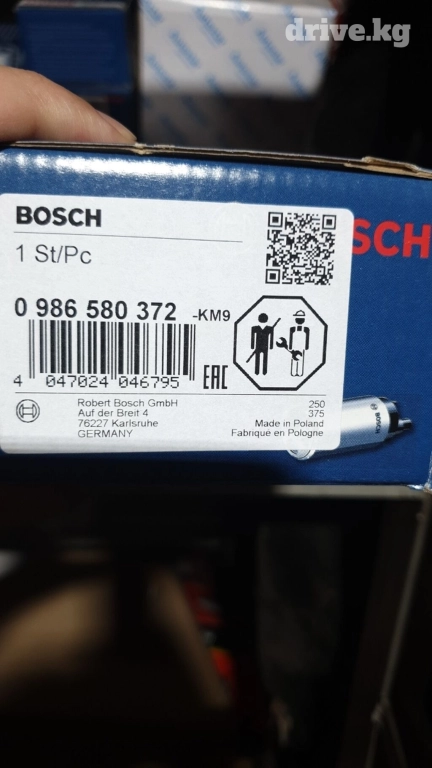 drive.kg
BOSCH
SCH
1 St/Pc
0 986 580 372 -KM9
4 047024 046795
EAC
Robert Bosch GmbH
Auf der Breit 4
76227 Karlsruhe
GERMANY
250
375
Made in Poland
Fabriqué en Pologne
BOSCH